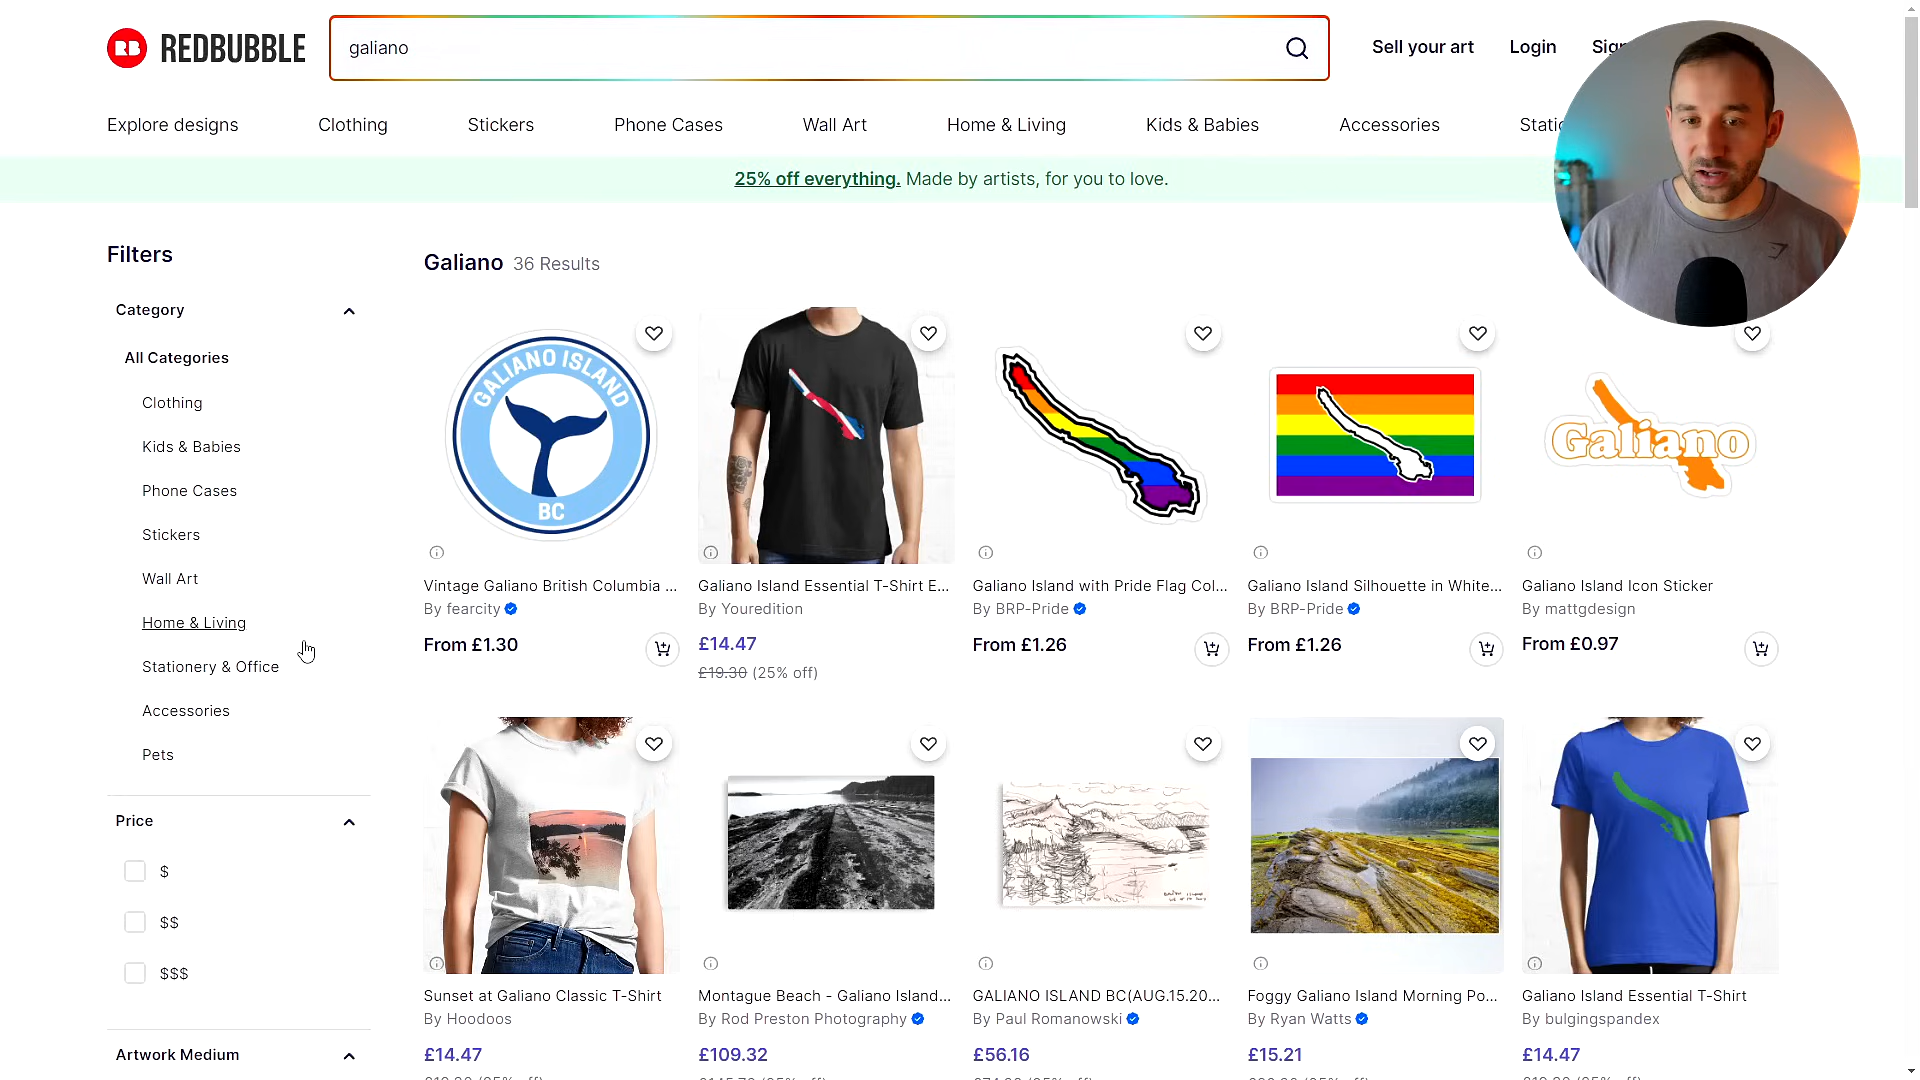 RB REDBUBBLE
galiano
Sell your art
Login
Explore designs
Clothing
Stickers
Phone Cases
Wall Art
Home & Living
Kids & Babies
Accessories
25% off everything. Made by artists, for you to love.
Filters
Category
All Categories
Clothing
Kids & Babies
Phone Cases
Stickers
Wall Art
Home & Living
Stationery & Office
Accessories
Pets
Price
$
$$
$$$
Artwork Medium
Galiano 36 Results
GALIANO ISLAND
BC
Vintage Galiano British Columbia ...
By fearcity
From £1.30
Galiano Island Essential T-Shirt E...
By Youredition
£14.47
£19.30 (25% off)
Galiano Island with Pride Flag Col...
By BRP-Pride
From £1.26
Galiano Island Silhouette in White...
By BRP-Pride
From £1.26
Galiano
Galiano Island Icon Sticker
By mattgdesign
From £0.97
Sunset at Galiano Classic T-Shirt
By Hoodoos
£14.47
Montague Beach - Galiano Island...
By Rod Preston Photography
£109.32
GALIANO ISLAND BC(AUG.15.20...
By Paul Romanowski
£56.16
Foggy Galiano Island Morning Po...
By Ryan Watts
£15.21
Galiano Island Essential T-Shirt
By bulgingspandex
£14.47